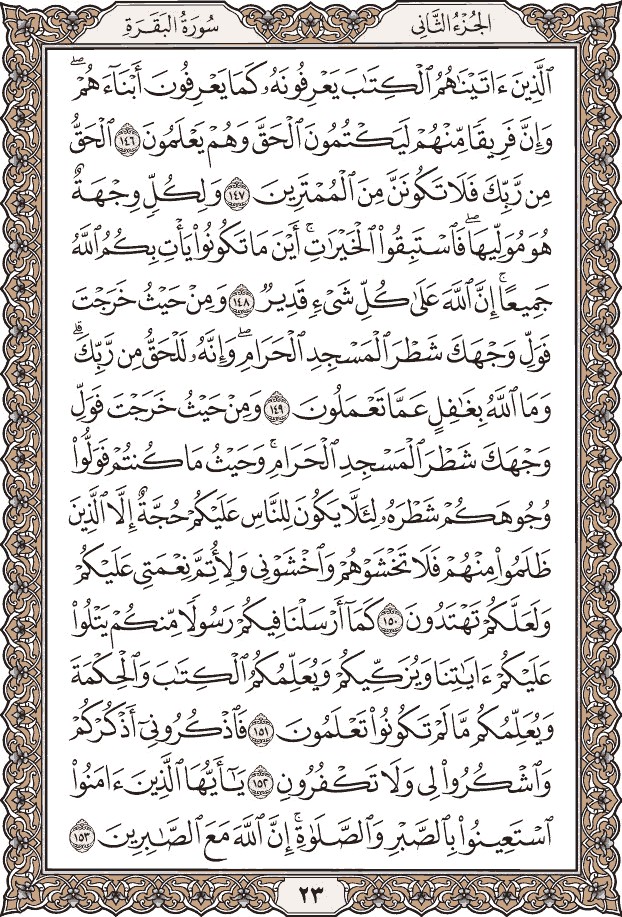 الجُزْءُ الثَّانِي
سُورَةُ البَقَرَةِ
ٱلَّذِينَ ءَاتَيْنَٰهُمُ ٱلْكِتَٰبَ يَعْرِفُونَهُۥ كَمَا يَعْرِفُونَ أَبْنَآءَهُمْۖ
وَإِنَّ فَرِيقًا مِّنْهُمْ لَيَكْتُمُونَ ٱلْحَقَّ وَهُمْ يَعْلَمُونَ ١٤٦ ٱلْحَقُّ
مِن رَّبِّكَ فَلَا تَكُونَنَّ مِنَ ٱلْمُمْتَرِينَ ١٤٧ وَلِكُلٍّ وِجْهَةٌ
هُوَ مُوَلِّيهَاۖ فَٱسْتَبِقُوا۟ ٱلْخَيْرَٰتِۚ أَيْنَ مَا تَكُونُوا۟ يَأْتِ بِكُمُ ٱللَّهُ
جَمِيعًاۚ إِنَّ ٱللَّهَ عَلَىٰ كُلِّ شَىْءٍ قَدِيرٌ ١٤٨ وَمِنْ حَيْثُ خَرَجْتَ
فَوَلِّ وَجْهَكَ شَطْرَ ٱلْمَسْجِدِ ٱلْحَرَامِۖ وَإِنَّهُۥ لَلْحَقُّ مِن رَّبِّكَۗ
وَمَا ٱللَّهُ بِغَٰفِلٍ عَمَّا تَعْمَلُونَ ١٤٩ وَمِنْ حَيْثُ خَرَجْتَ فَوَلِّ
وَجْهَكَ شَطْرَ ٱلْمَسْجِدِ ٱلْحَرَامِۚ وَحَيْثُ مَا كُنتُمْ فَوَلُّوا۟
وُجُوهَكُمْ شَطْرَهُۥ لِئَلَّا يَكُونَ لِلنَّاسِ عَلَيْكُمْ حُجَّةٌ إِلَّا ٱلَّذِينَ
ظَلَمُوا۟ مِنْهُمْ فَلَا تَخْشَوْهُمْ وَٱخْشَوْنِى وَلِأُتِمَّ نِعْمَتِى عَلَيْكُمْ
وَلَعَلَّكُمْ تَهْتَدُونَ ١٥٠ كَمَآ أَرْسَلْنَا فِيكُمْ رَسُولًا مِّنكُمْ يَتْلُوا۟
عَلَيْكُمْ ءَايَٰتِنَا وَيُزَكِّيكُمْ وَيُعَلِّمُكُمُ ٱلْكِتَٰبَ وَٱلْحِكْمَةَ
وَيُعَلِّمُكُم مَّا لَمْ تَكُونُوا۟ تَعْلَمُونَ ١٥١ فَٱذْكُرُونِىٓ أَذْكُرْكُمْ
وَٱشْكُرُوا۟ لِى وَلَا تَكْفُرُونِ ١٥٢ يَٰٓأَيُّهَا ٱلَّذِينَ ءَامَنُوا۟
ٱسْتَعِينُوا۟ بِٱلصَّبْرِ وَٱلصَّلَوٰةِۚ إِنَّ ٱللَّهَ مَعَ ٱلصَّٰبِرِينَ ١٥٣
٢٣